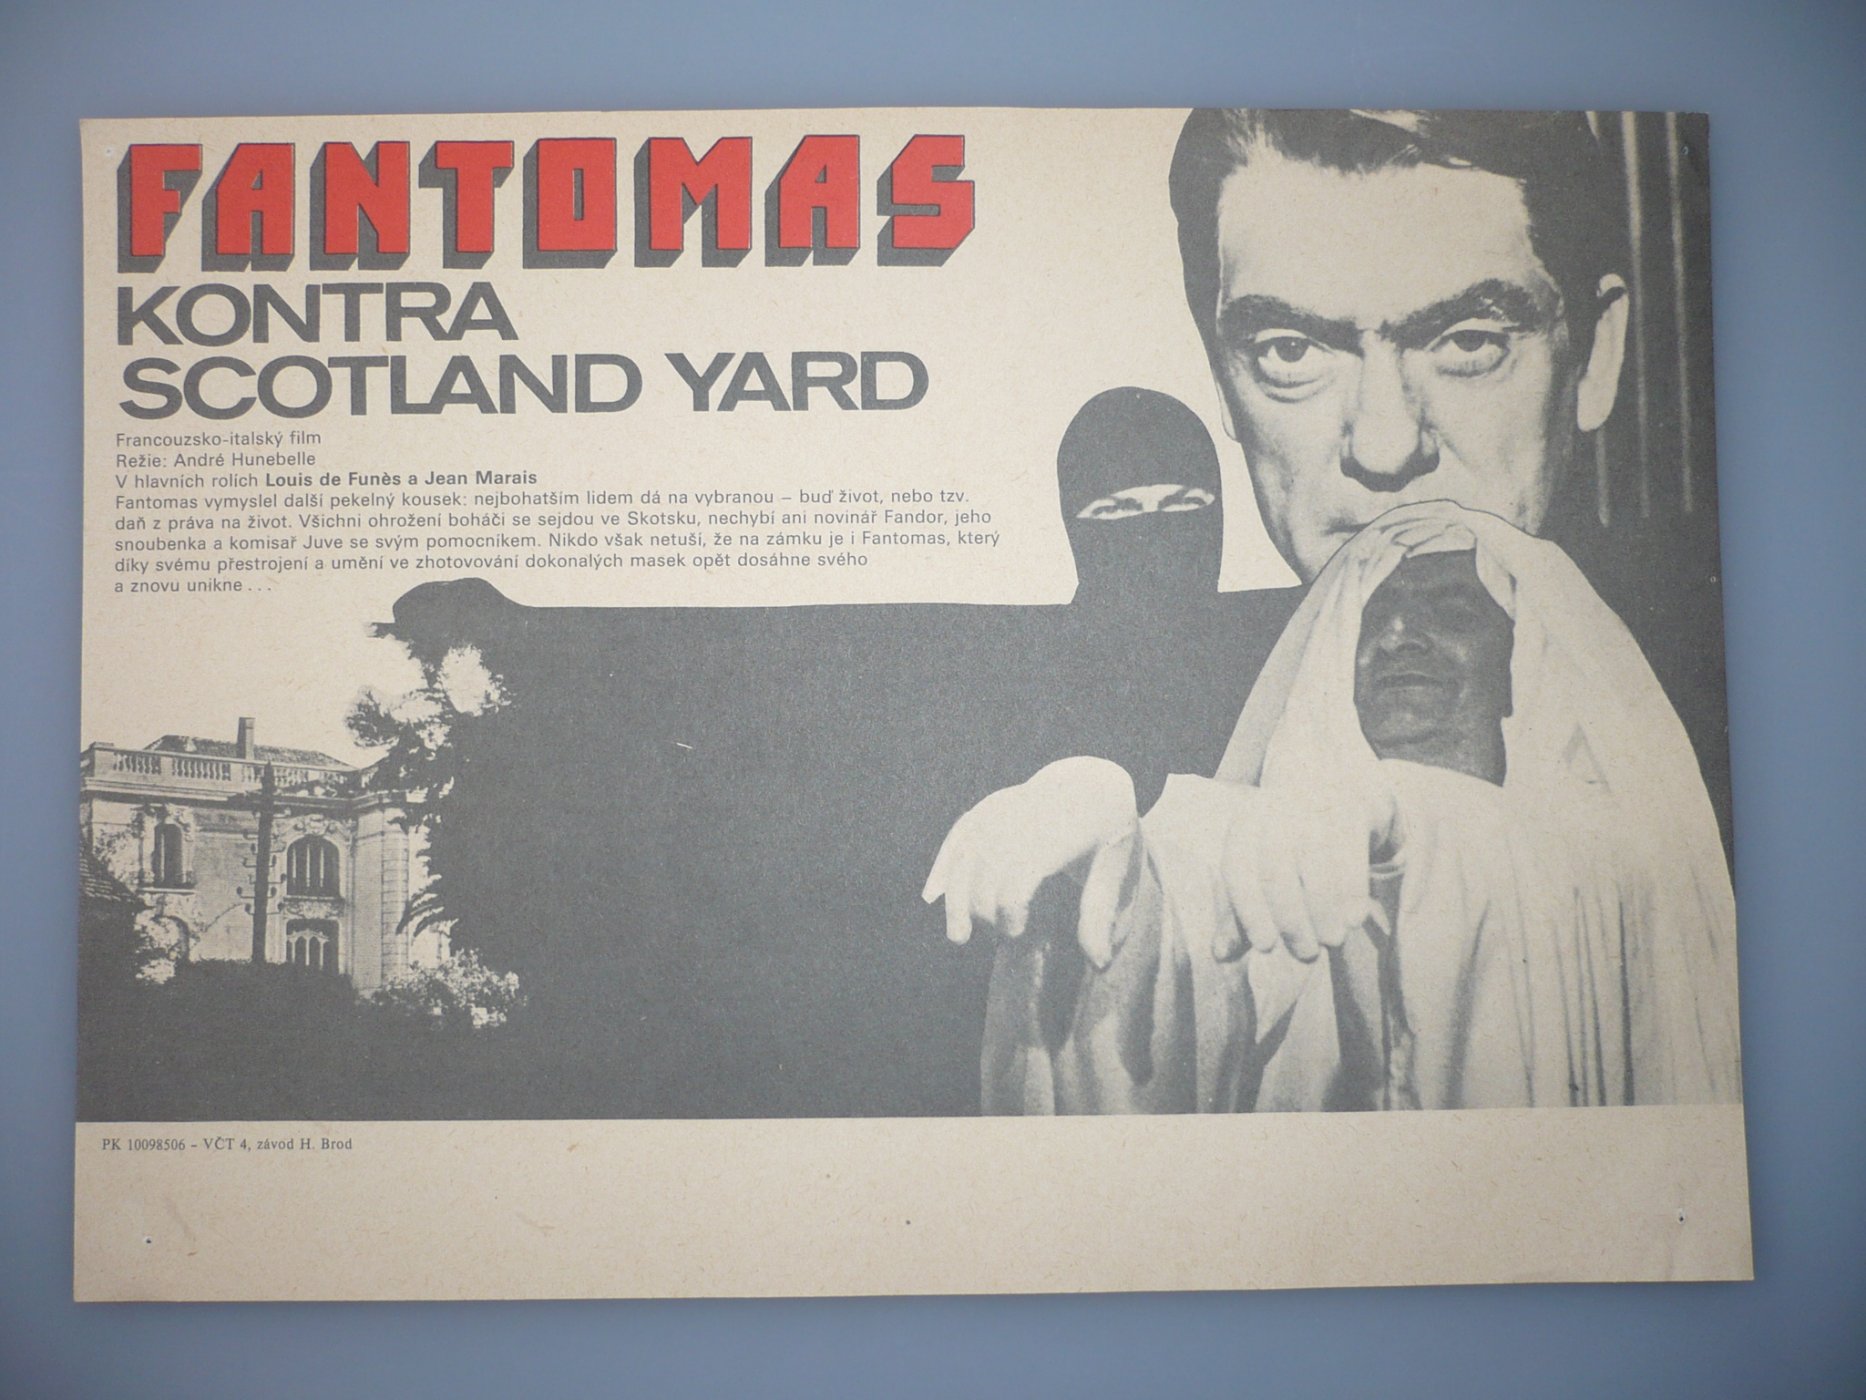 FANTOMAS
KONTRA
SCOTLAND YARD
Francouzsko-italský film
Režie: André Hunebelle
V hlavních rolích Louis de Funès a Jean Marais
Fantomas vymyslel další pekelný kousek: nejbohatším lidem dá na vybranou – buď život, nebo tzv.
daň z práva na život. Všichni ohrožení boháči se sejdou ve Skotsku, nechybí ani novinář Fandor, jeho
snoubenka a komisař Juve se svým pomocníkem. Nikdo však netuší, že na zámku je i Fantomas, který
díky svému přestrojení a umění ve zhotovování dokonalých masek opět dosáhne svého
a znovu unikne . . .
PK 10098506 – VČT 4, závod H. Brod